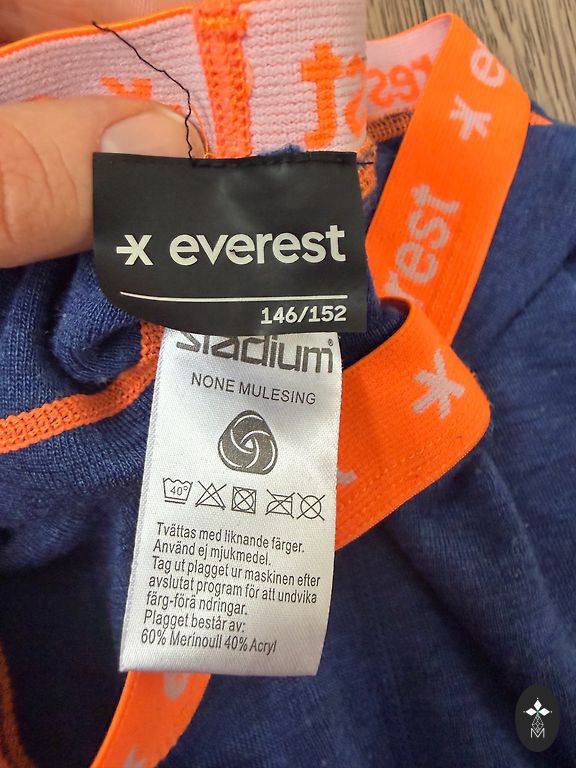 everest
146/152
stadium
NONE MULESING
40°
Tvättas med liknande färger.
Använd ej mjukmedel.
Tag ut plagget ur maskinen efter
avslutat program för att undvika
färg-förä ndringar.
Plagget består av:
60% Merinoull 40% Acryl
everest
everest
M